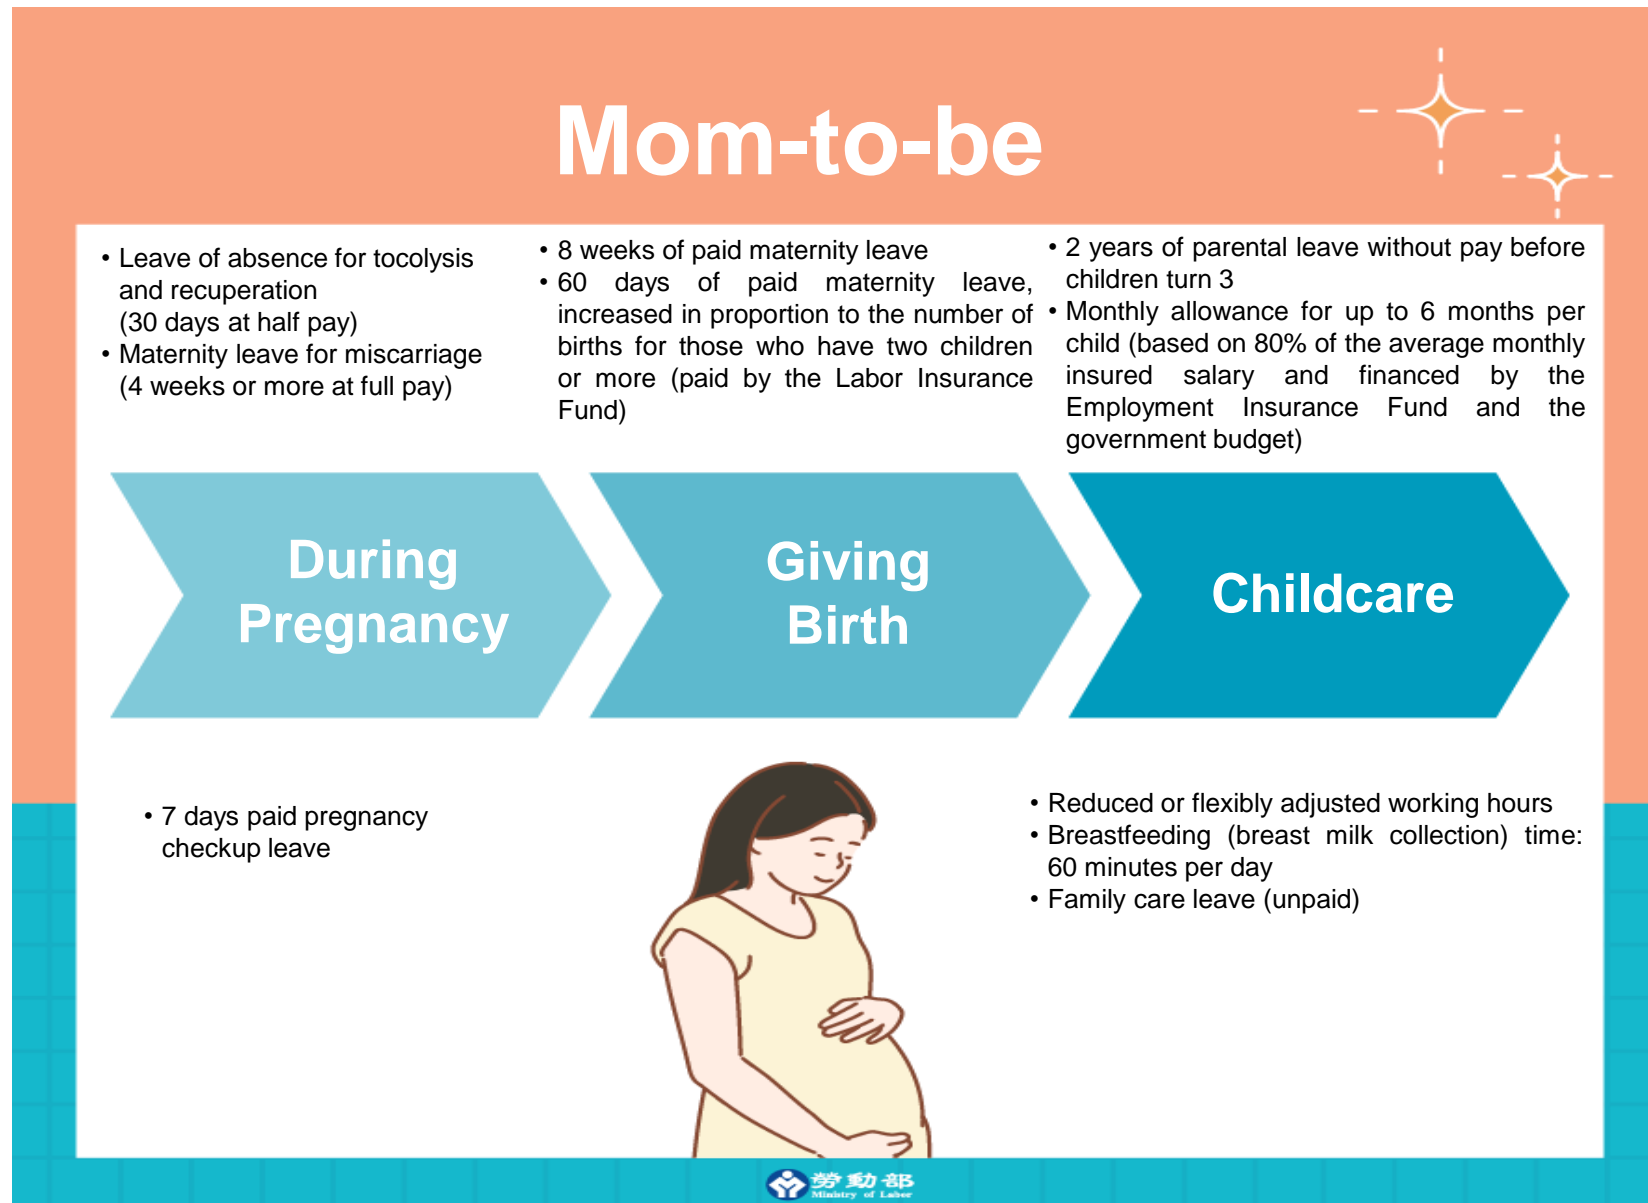 Mom-to-be
• Leave of absence for tocolysis
and recuperation
(30 days at half pay)
• Maternity leave for miscarriage
(4 weeks or more at full pay)
• 8 weeks of paid maternity leave
• 60 days of paid maternity leave,
increased in proportion to the number of
births for those who have two children
or more (paid by the Labor Insurance
Fund)
• 2 years of parental leave without pay before
children turn 3
• Monthly allowance for up to 6 months per
child (based on 80% of the average monthly
insured salary and financed by the
Employment Insurance Fund and the
government budget)
During
Pregnancy
Giving
Birth
Childcare
• 7 days paid pregnancy
checkup leave
• Reduced or flexibly adjusted working hours
• Breastfeeding (breast milk collection) time:
60 minutes per day
• Family care leave (unpaid)
勞動部
Ministry of Labor